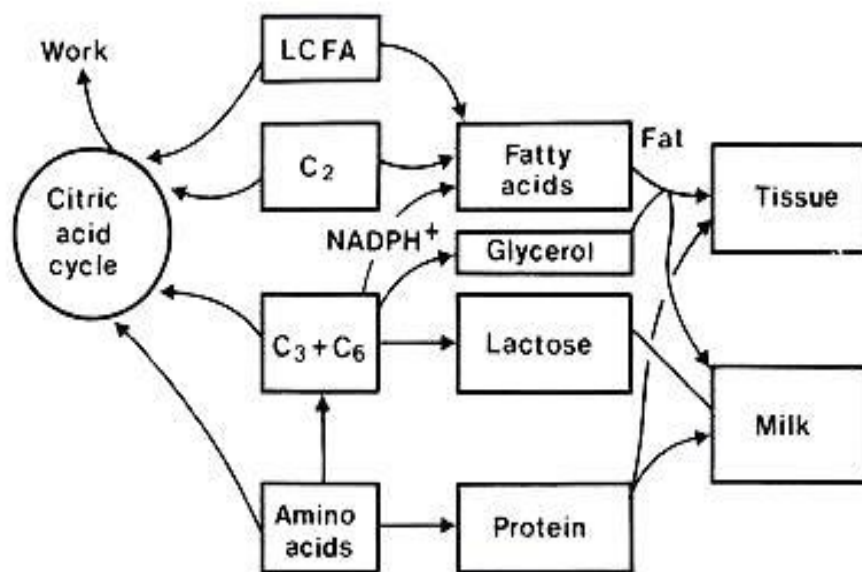 Work
LCFA
C₂
Fatty
acids
Fat
Tissue
Citric
acid
cycle
NADPH⁺
Glycerol
C₃ + C₆
Lactose
Milk
Amino
acids
Protein